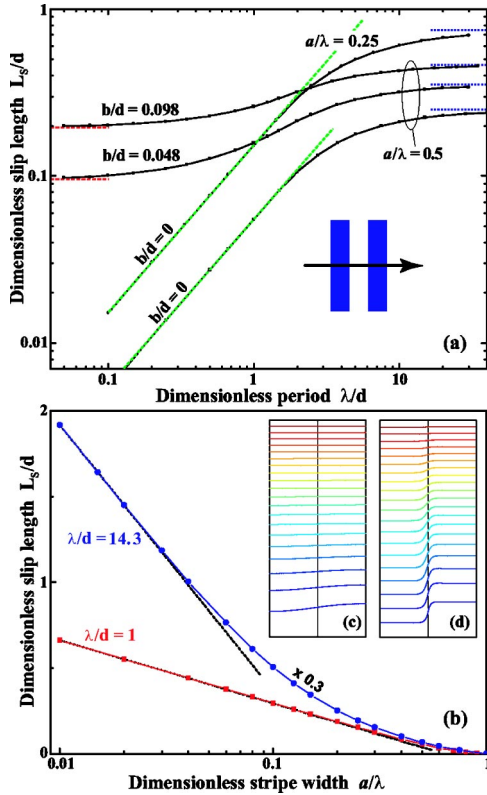 1
a/λ = 0.25
b/d = 0.098
b/d = 0.048
0.1
a/λ = 0.5
b/d = 0
b/d = 0
0.01
(a)
Dimensionless slip length Lₛ/d
0.1
1
10
Dimensionless period λ/d
2
λ/d = 14.3
(c)
(d)
1
λ/d = 1
x 0.3
(b)
0
Dimensionless slip length Lₛ/d
0.01
0.1
1
Dimensionless stripe width a/λ